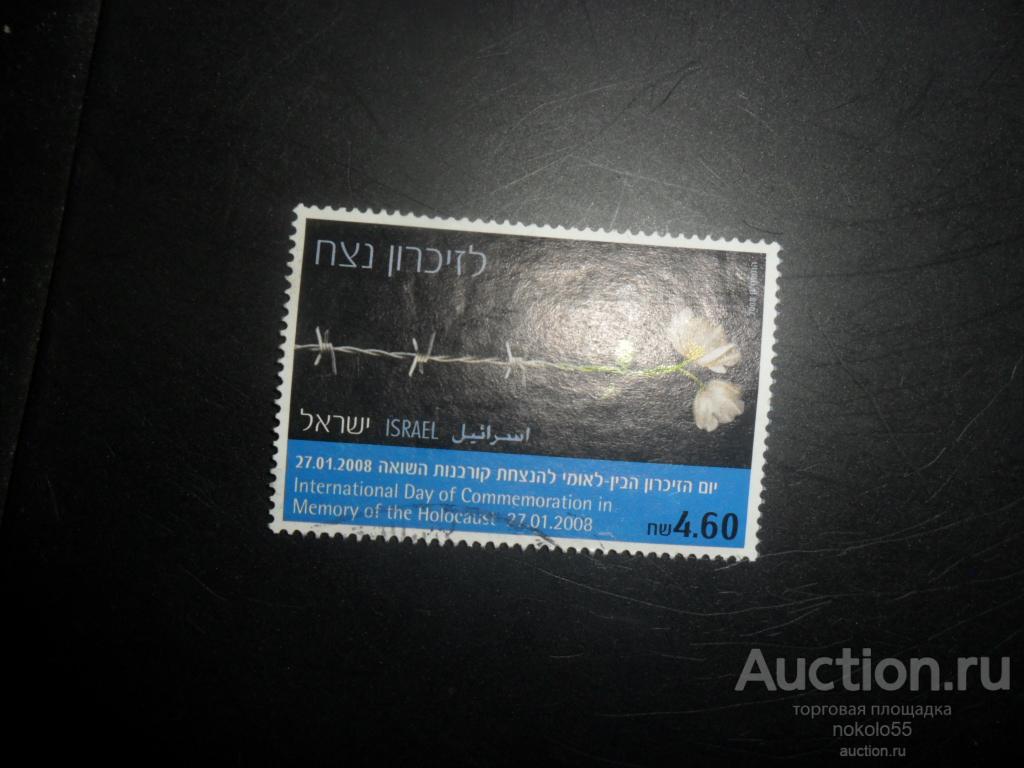 לזיכרון נצח
ישראל ISRAEL اسرائيل
יום הזיכרון הבין-לאומי להנצחת קורבנות השואה 27.01.2008
International Day of Commemoration in
Memory of the Holocaust 27.01.2008
4.60 שח
Auction.ru
торговая площадка
nokolo55
auction.ru